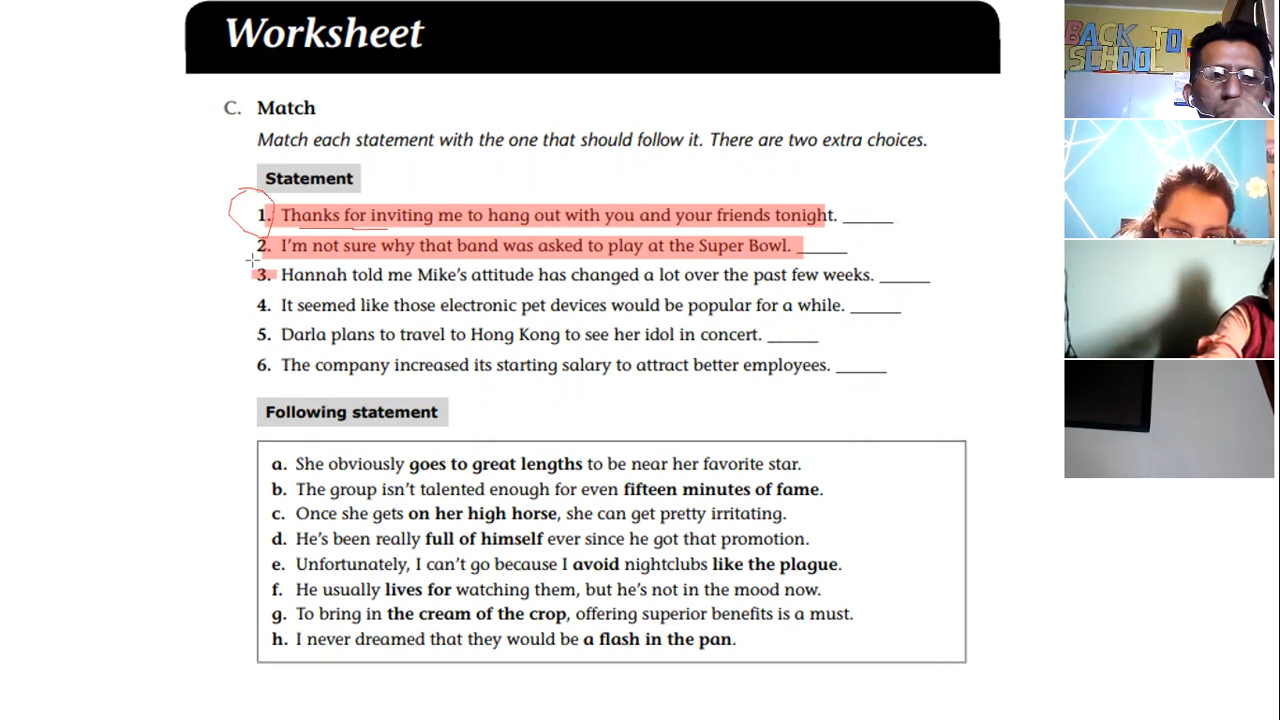 Worksheet
C. Match
Match each statement with the one that should follow it. There are two extra choices.
Statement
1. Thanks for inviting me to hang out with you and your friends tonight. _____
2. I'm not sure why that band was asked to play at the Super Bowl. _____
3. Hannah told me Mike's attitude has changed a lot over the past few weeks. _____
4. It seemed like those electronic pet devices would be popular for a while. _____
5. Darla plans to travel to Hong Kong to see her idol in concert. _____
6. The company increased its starting salary to attract better employees. _____
Following statement
a. She obviously goes to great lengths to be near her favorite star.
b. The group isn't talented enough for even fifteen minutes of fame.
c. Once she gets on her high horse, she can get pretty irritating.
d. He's been really full of himself ever since he got that promotion.
e. Unfortunately, I can't go because I avoid nightclubs like the plague.
f. He usually lives for watching them, but he's not in the mood now.
g. To bring in the cream of the crop, offering superior benefits is a must.
h. I never dreamed that they would be a flash in the pan.
BACK TO
SCHOOL